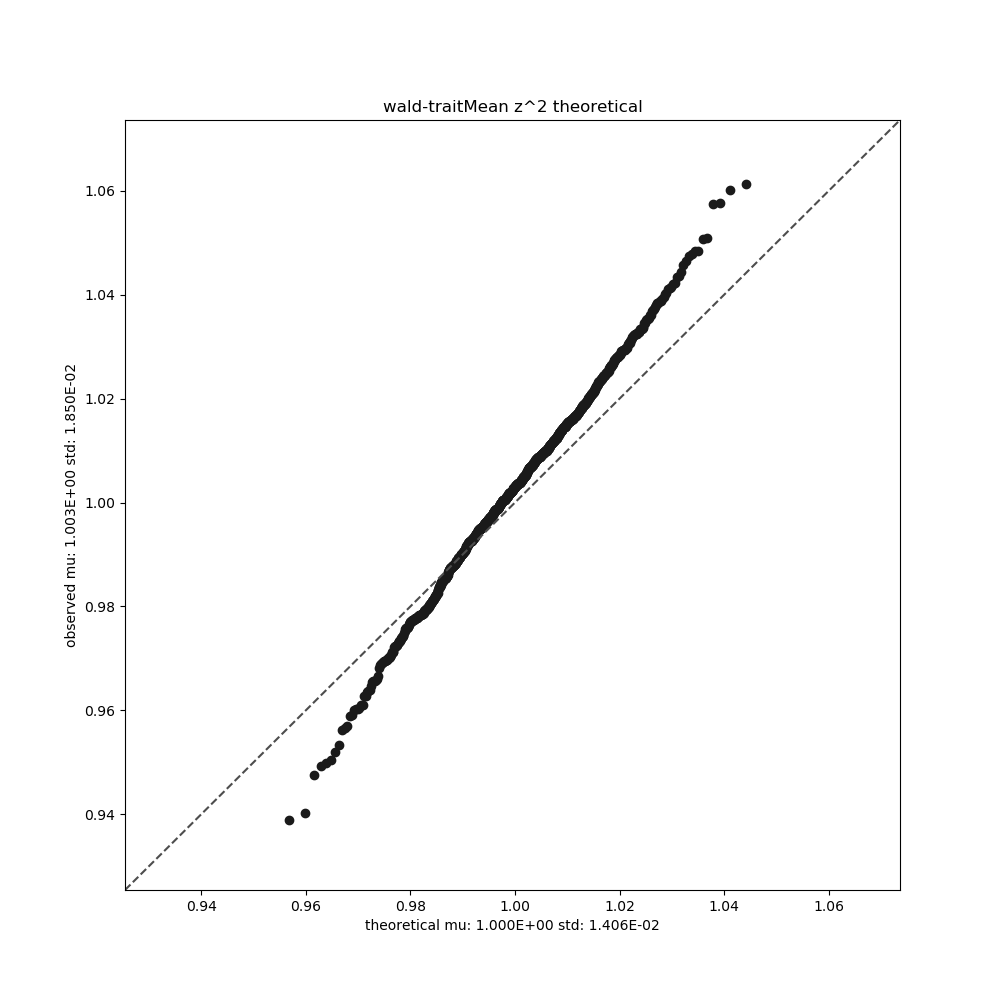 wald-traitMean z^2 theoretical
1.06
1.04
1.02
1.00
0.98
0.96
0.94
observed mu: 1.003E+00 std: 1.850E-02
0.94 0.96 0.98 1.00 1.02 1.04 1.06
theoretical mu: 1.000E+00 std: 1.406E-02